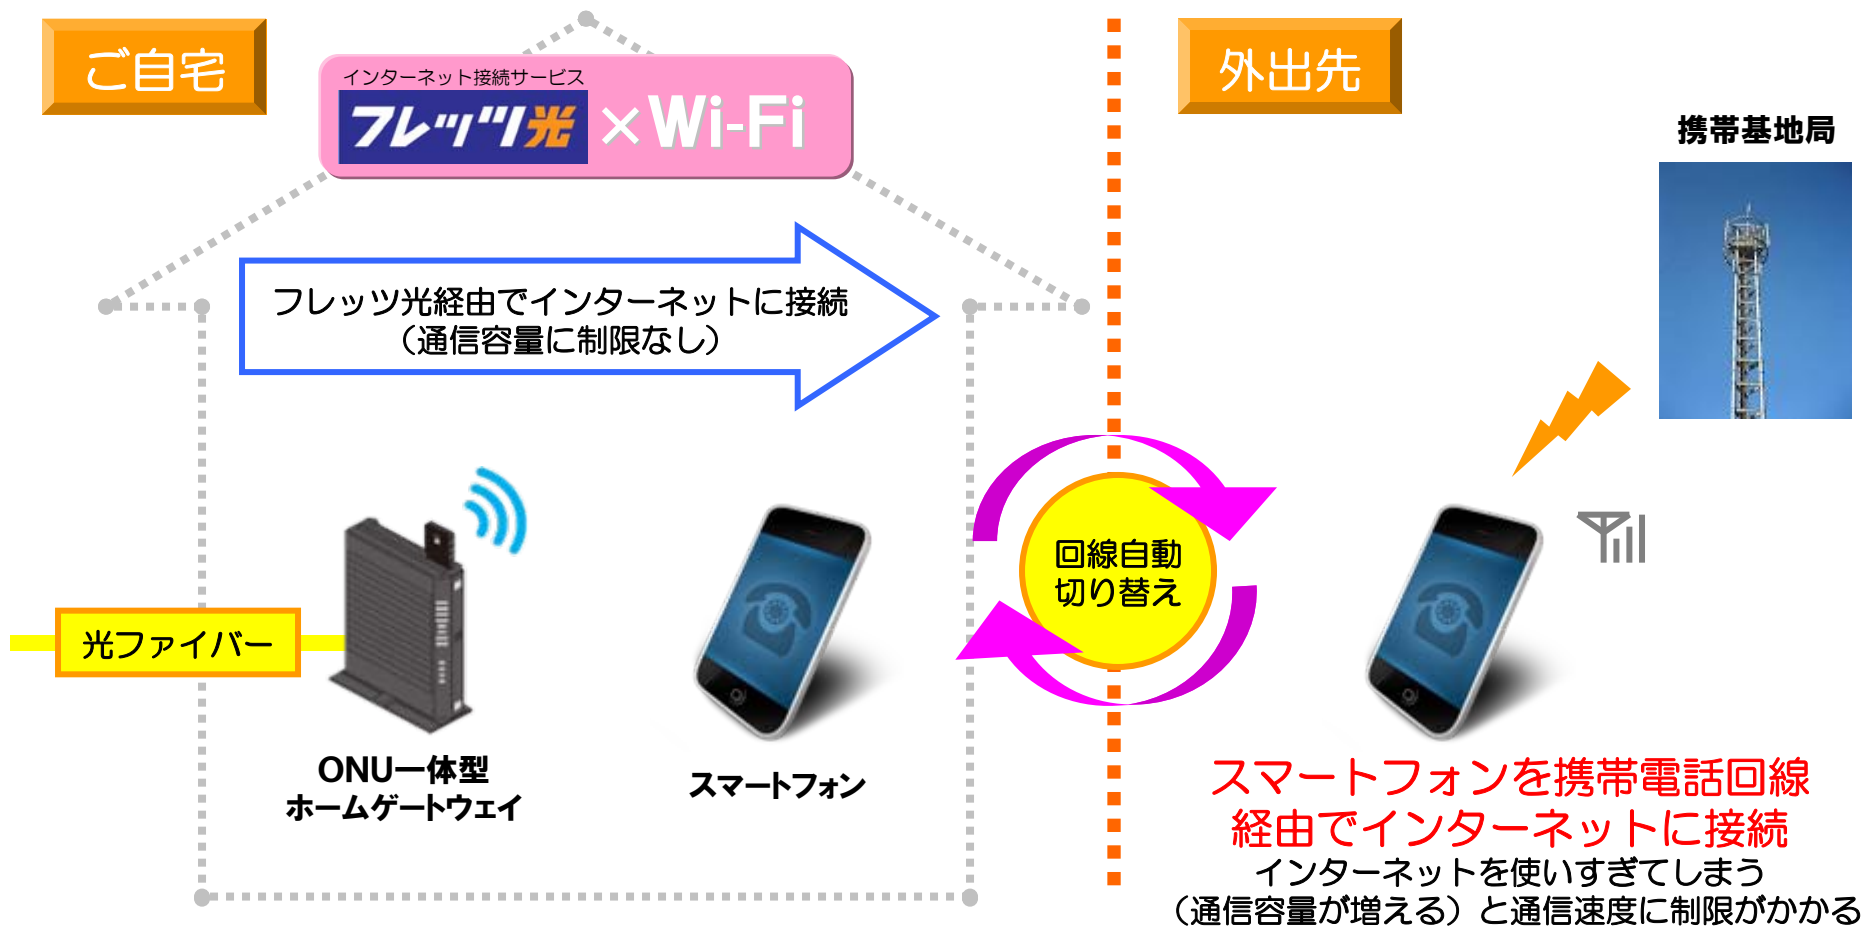 ご自宅
インターネット接続サービス
フレッツ光×Wi-Fi
フレッツ光経由でインターネットに接続
（通信容量に制限なし）
光ファイバー
ONU一体型
ホームゲートウェイ
スマートフォン
回線自動
切り替え
外出先
携帯基地局
スマートフォンを携帯電話回線
経由でインターネットに接続
インターネットを使いすぎてしまう
（通信容量が増える）と通信速度に制限がかかる